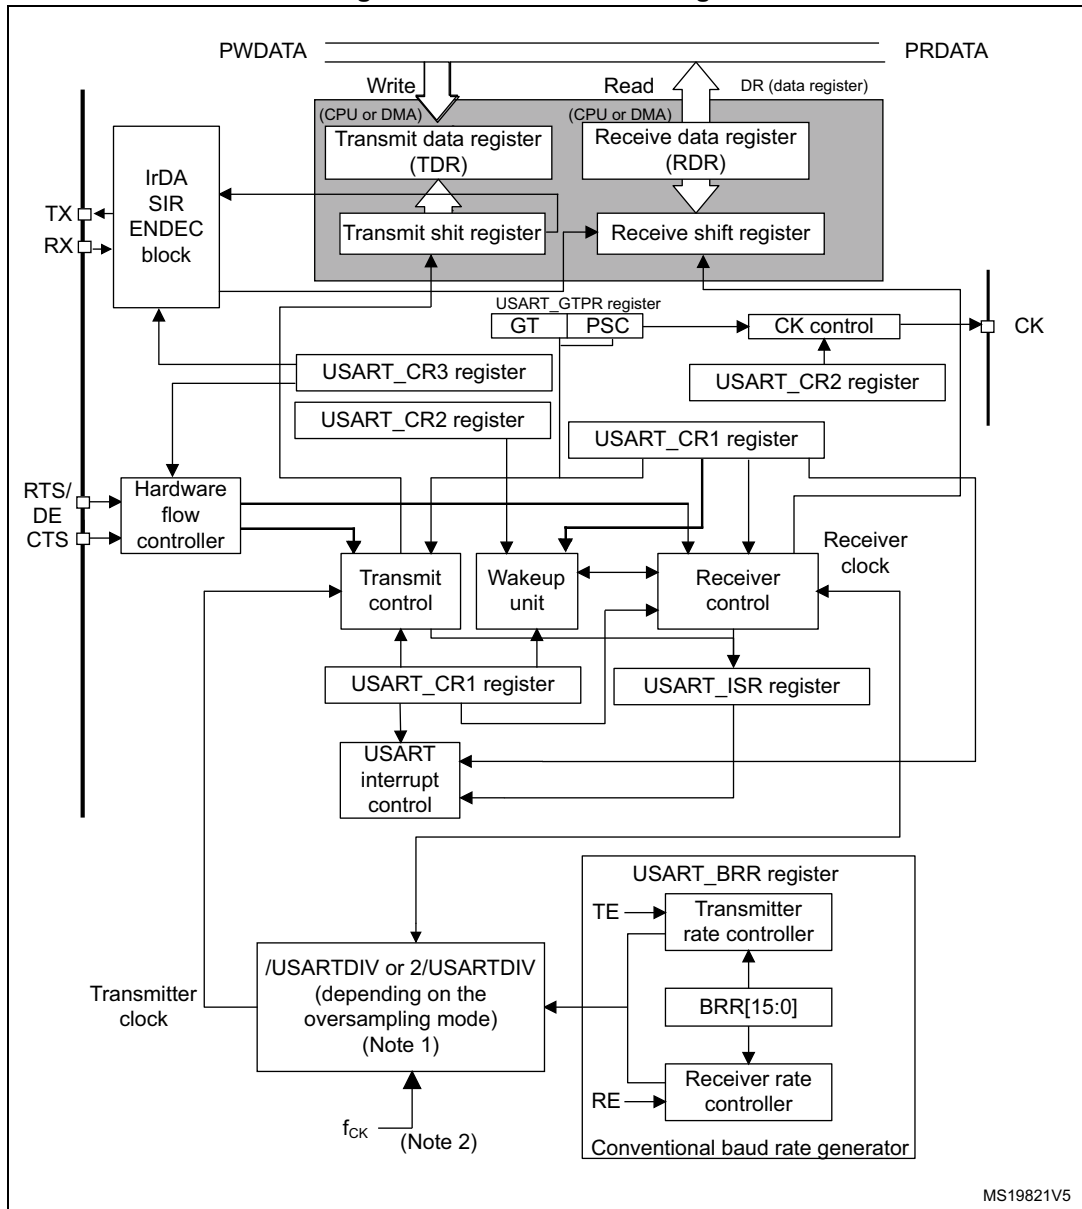 PWDATA
PRDATA
Write
Read
DR (data register)
(CPU or DMA)
(CPU or DMA)
Transmit data register
(TDR)
Receive data register
(RDR)
IrDA
SIR
ENDEC
block
TX
RX
Transmit shit register
Receive shift register
USART_GTPR register
GT
PSC
CK control
CK
USART_CR3 register
USART_CR2 register
USART_CR2 register
USART_CR1 register
RTS/
DE
CTS
Hardware
flow
controller
Receiver
clock
Transmit
control
Wakeup
unit
Receiver
control
USART_CR1 register
USART_ISR register
USART
interrupt
control
USART_BRR register
TE
Transmitter
rate controller
/USARTDIV or 2/USARTDIV
(depending on the
oversampling mode)
(Note 1)
Transmitter
clock
BRR[15:0]
RE
Receiver rate
controller
fCK
(Note 2)
Conventional baud rate generator
MS19821V5